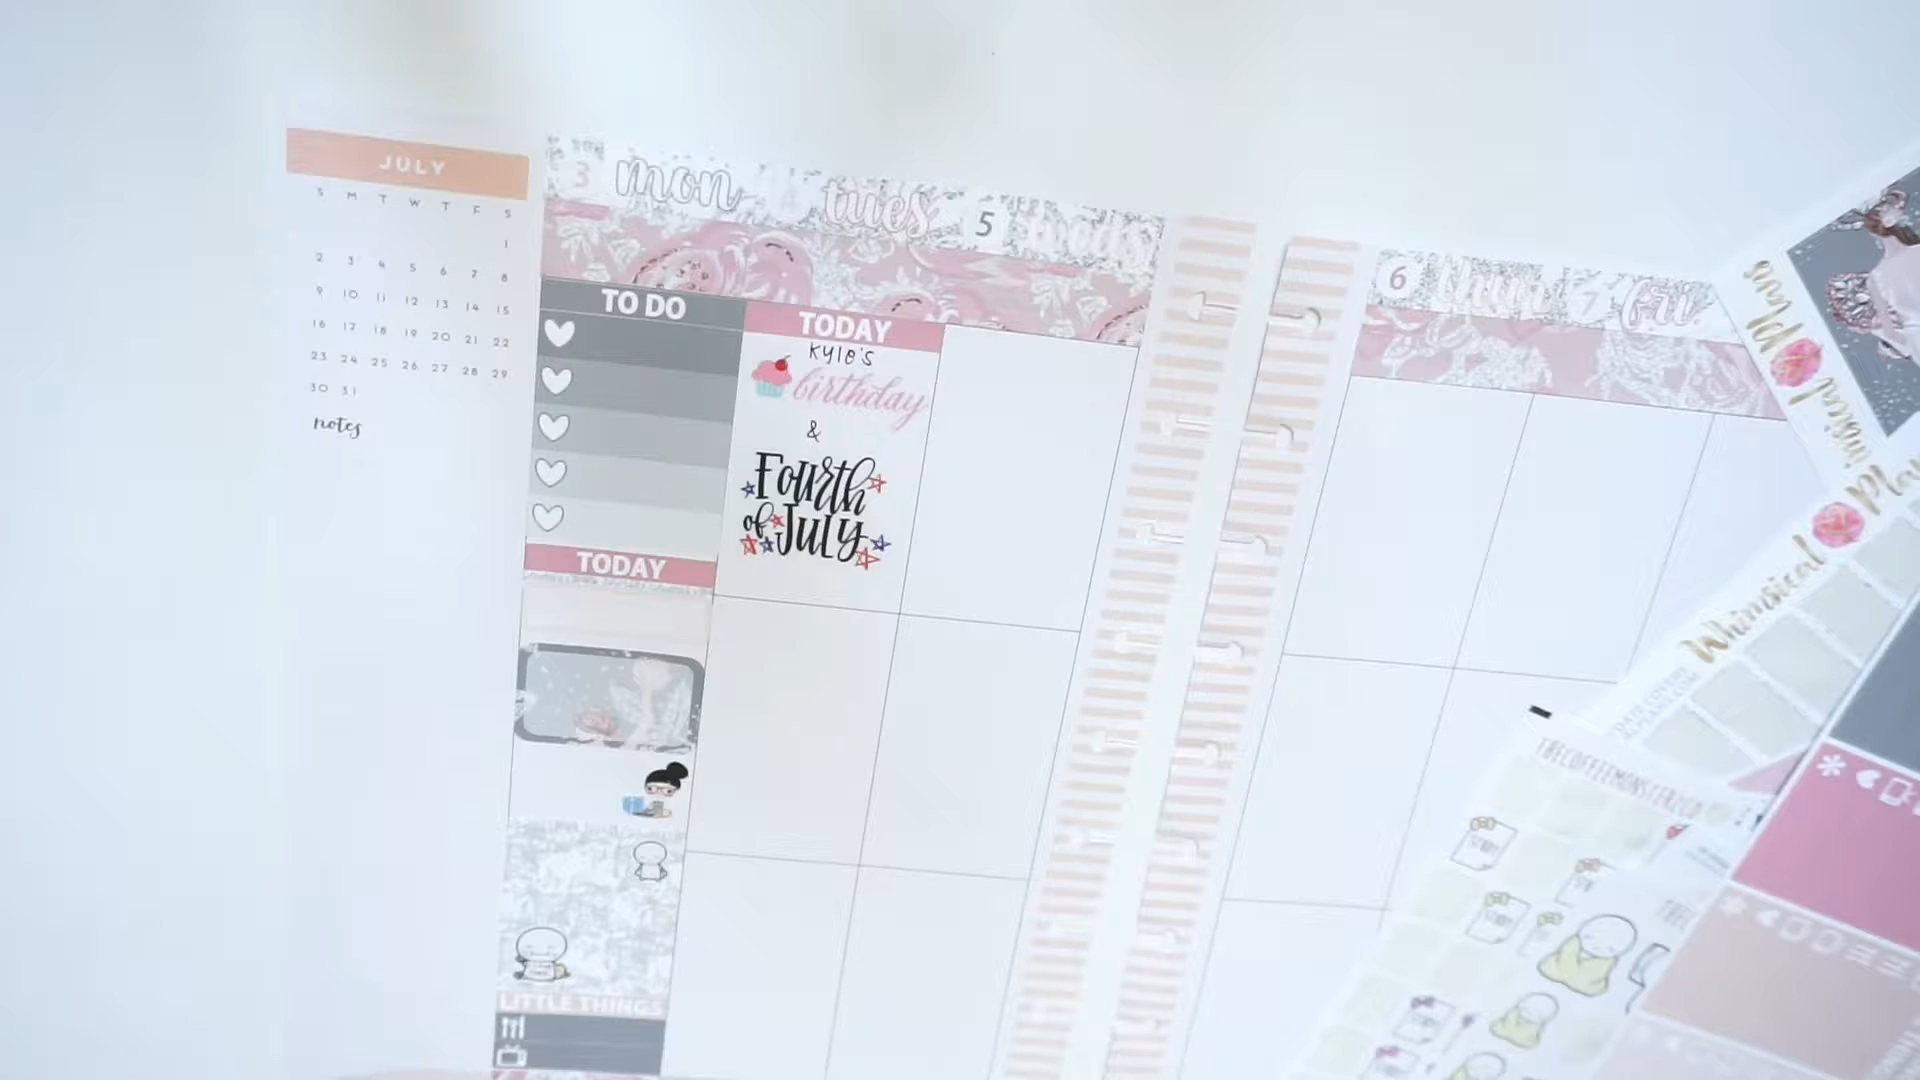 JULY
S M T W T F S
1
2 3 4 5 6 7 8
9 10 11 12 13 14 15
16 17 18 19 20 21 22
23 24 25 26 27 28 29
30 31
notes
3 mon tues 5 weds
TO DO
TODAY
KYLE'S
birthday
&
Fourth
of JULY
TODAY
LITTLE THINGS
6 thur 7 fri
Whimsical